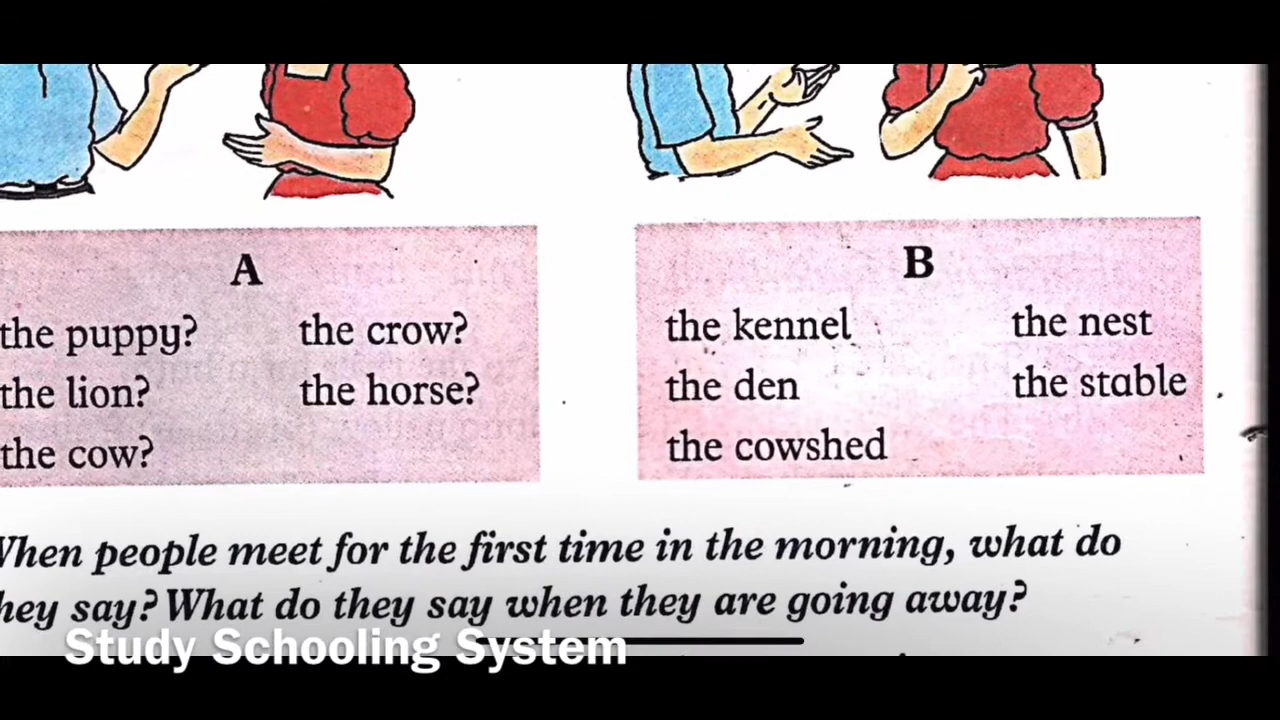 A
the puppy? the crow?
the lion? the horse?
the cow?
B
the kennel the nest
the den the stable
the cowshed
When people meet for the first time in the morning, what do
they say? What do they say when they are going away?
Study Schooling System